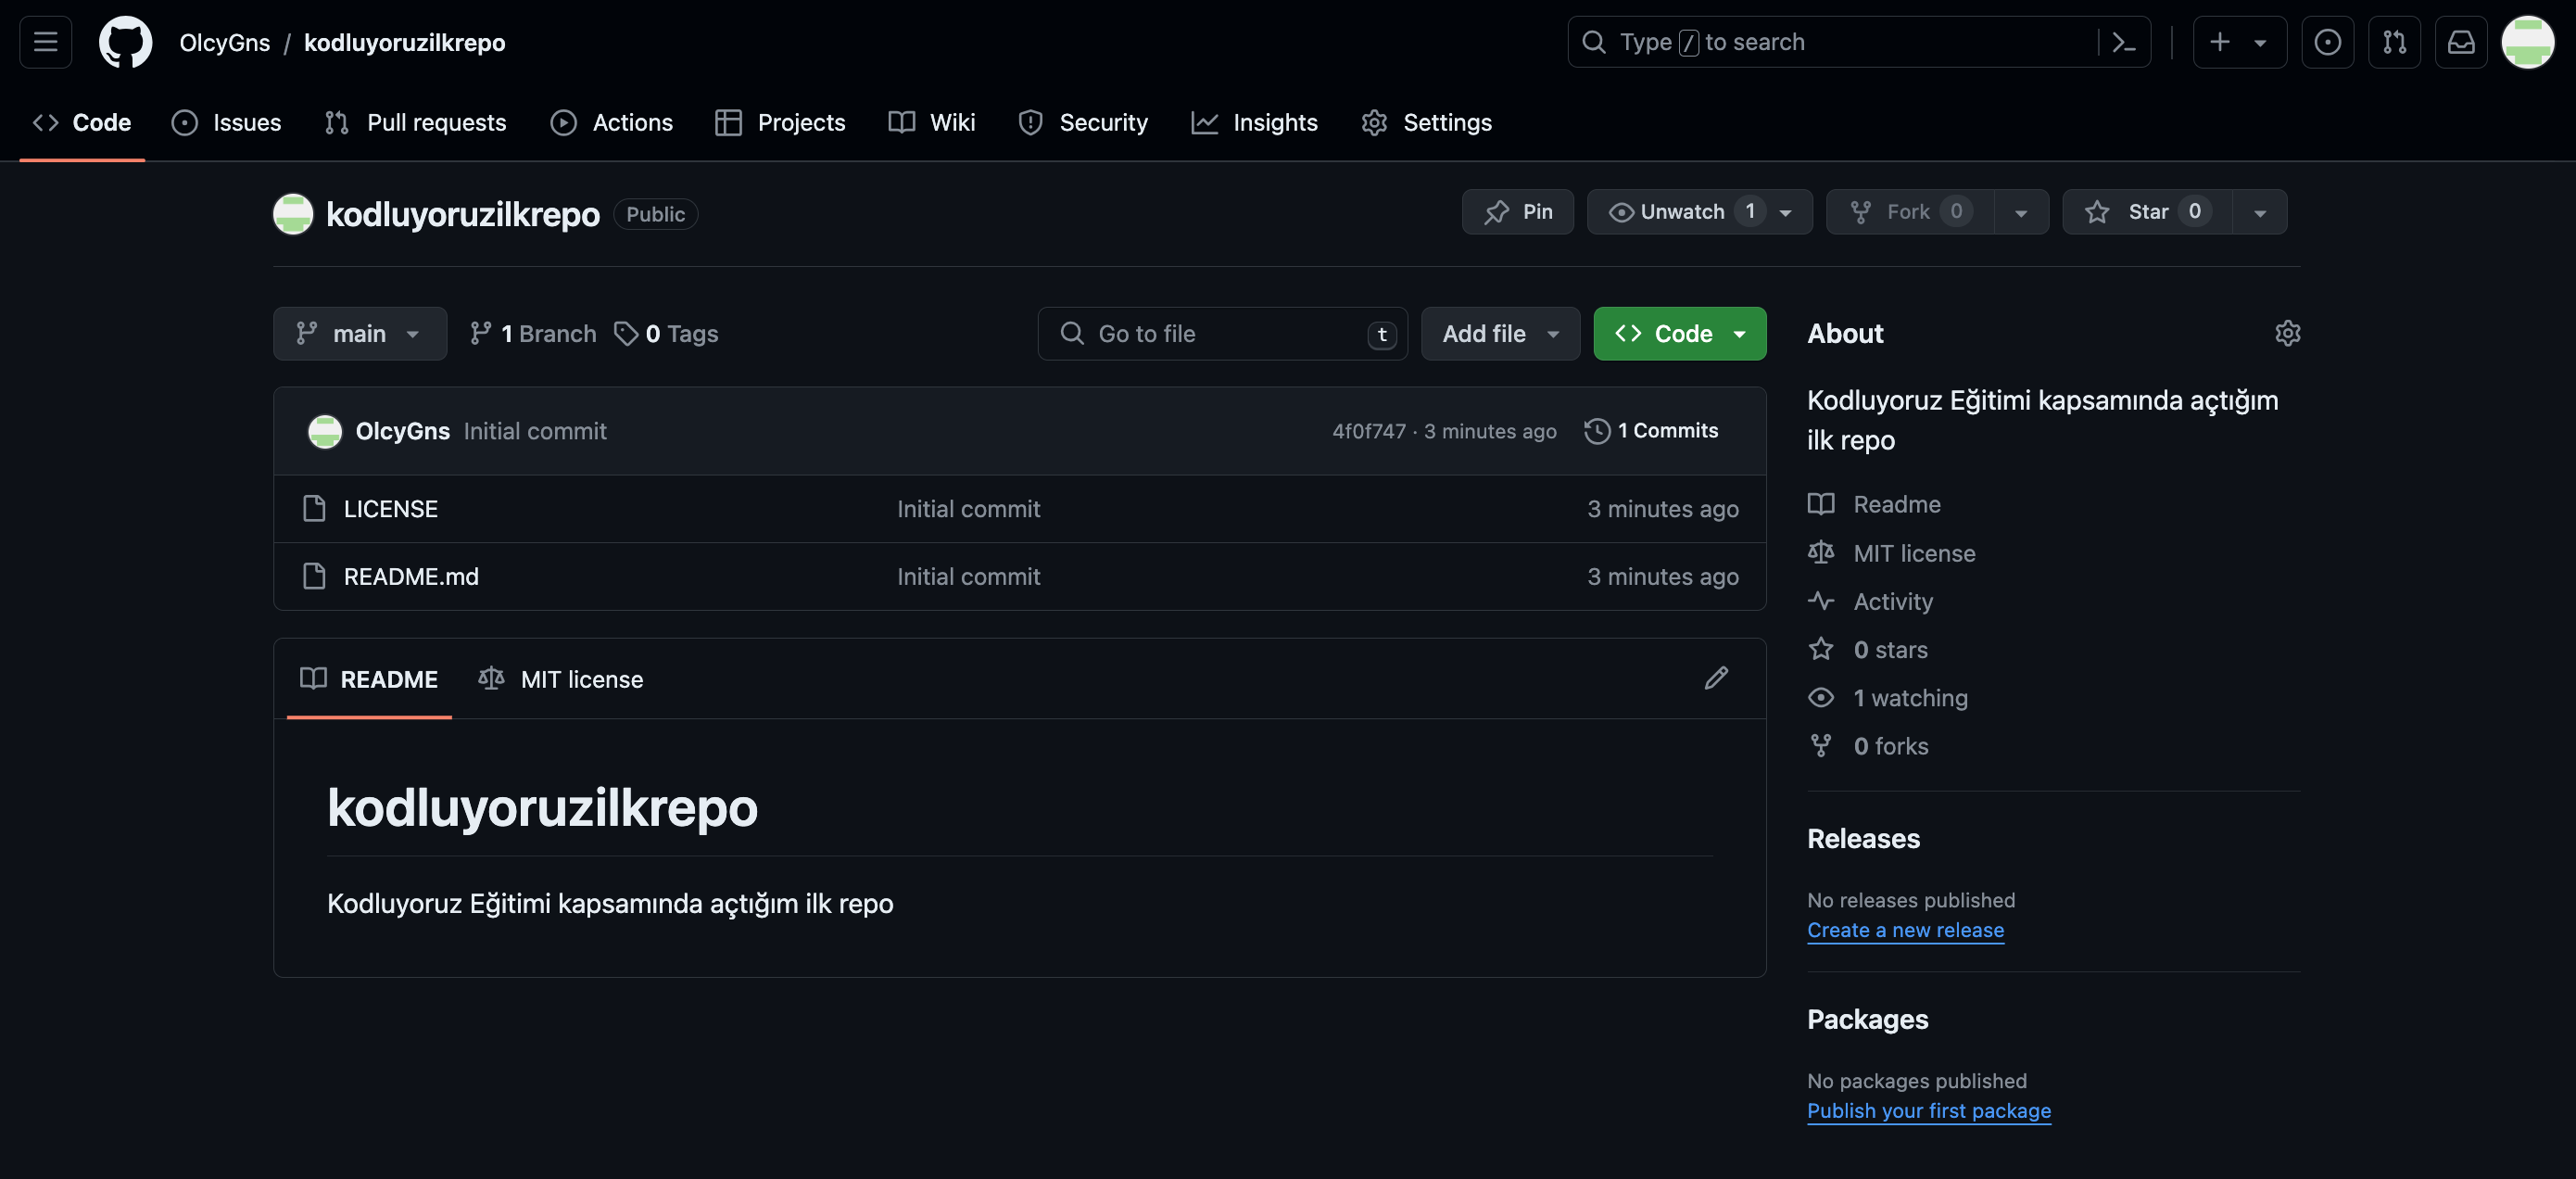 OlcyGns / kodluyoruzilkrepo
Type / to search
Code Issues Pull requests Actions Projects Wiki Security Insights Settings
kodluyoruzilkrepo Public
Pin Unwatch 1 Fork 0 Star 0
main 1 Branch 0 Tags Go to file t Add file Code
OlcyGns Initial commit 4f0f747 · 3 minutes ago 1 Commits
LICENSE Initial commit 3 minutes ago
README.md Initial commit 3 minutes ago
README MIT license
kodluyoruzilkrepo
Kodluyoruz Eğitimi kapsamında açtığım ilk repo
About
Kodluyoruz Eğitimi kapsamında açtığım
ilk repo
Readme
MIT license
Activity
0 stars
1 watching
0 forks
Releases
No releases published
Create a new release
Packages
No packages published
Publish your first package